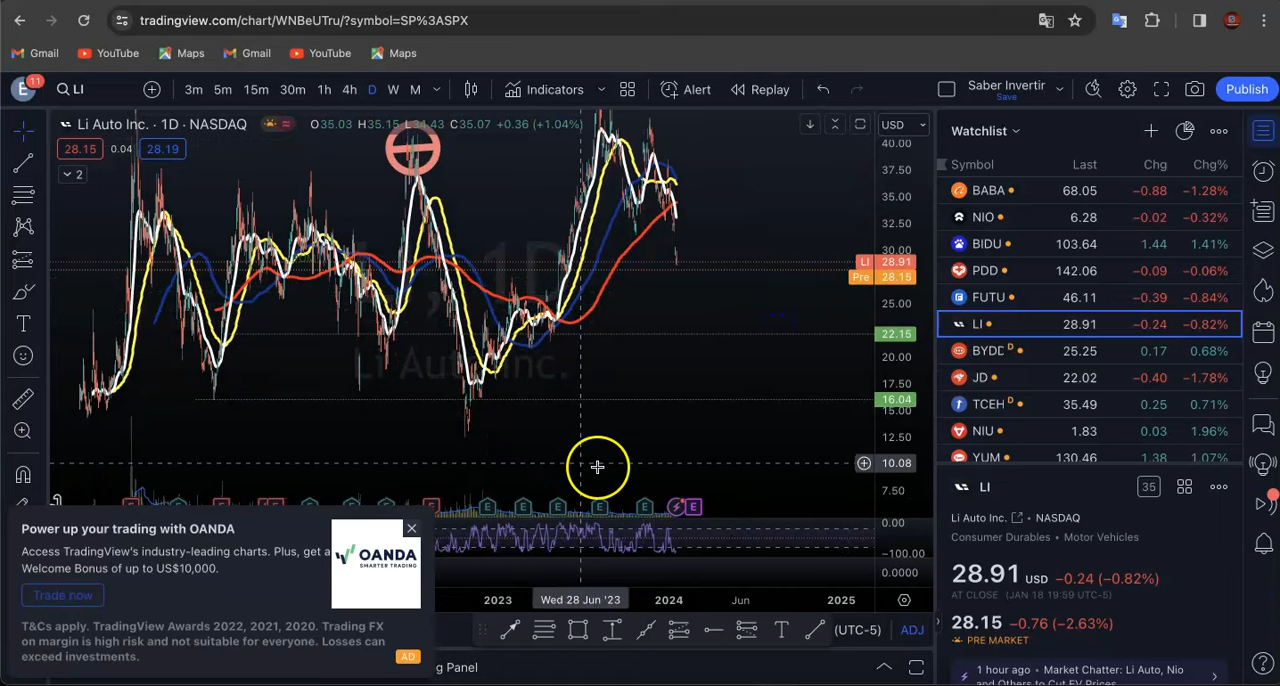 tradingview.com/chart/WNBeUTru/?symbol=SP%3ASPX
Gmail YouTube Maps Gmail YouTube Maps
E 11 LI 3m 5m 15m 30m 1h 4h D W M Indicators Alert Replay Saber Invertir Save Publish
Li Auto Inc. · 1D · NASDAQ O35.03 H35.15 L34.43 C35.07 +0.36 (+1.04%) USD
28.15 0.04 28.19
2
40.00
37.50
35.00
32.50
30.00
LI 28.91
Pre 28.15
25.00
22.15
20.00
17.50
16.04
15.00
12.50
10.08
7.50
0.00
−100.00
0.0000
, 1D
Li Auto Inc.
E E E E E E
2023 Wed 28 Jun '23 2024 Jun 2025
(UTC-5) ADJ
g Panel
Power up your trading with OANDA
Access TradingView's industry-leading charts. Plus, get a
Welcome Bonus of up to US$10,000.
Trade now
OANDA
SMARTER TRADING
T&Cs apply. TradingView Awards 2022, 2021, 2020. Trading FX
on margin is high risk and not suitable for everyone. Losses can
exceed investments.
AD
Watchlist
Symbol Last Chg Chg%
BABA 68.05 −0.88 −1.28%
NIO 6.28 −0.02 −0.32%
BIDU 103.64 1.44 1.41%
PDD 142.06 −0.09 −0.06%
FUTU 46.11 −0.39 −0.84%
LI 28.91 −0.24 −0.82%
BYDD D 25.25 0.17 0.68%
JD 22.02 −0.40 −1.78%
TCEH D 35.49 0.25 0.71%
NIU 1.83 0.03 1.96%
YUM 130.46 1.38 1.07%
LI 35
Li Auto Inc. · NASDAQ
Consumer Durables · Motor Vehicles
28.91 USD −0.24 (−0.82%)
AT CLOSE (JAN 18 19:59 UTC-5)
28.15 −0.76 (−2.63%)
PRE MARKET
1 hour ago · Market Chatter: Li Auto, Nio
and Others to Cut EV Prices